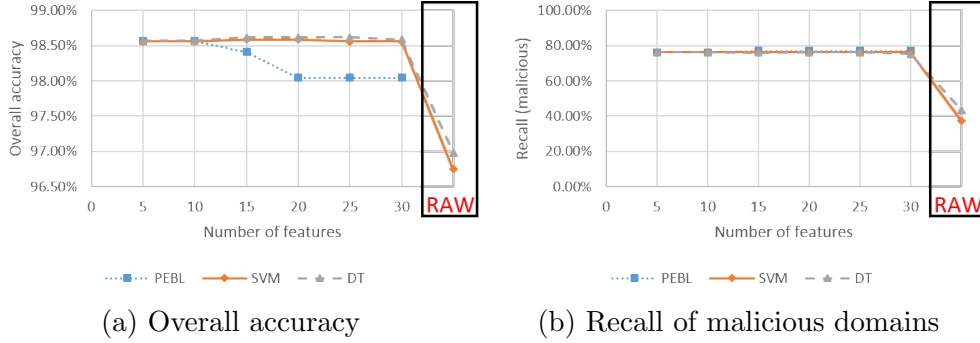 99.00%
98.50%
98.00%
97.50%
97.00%
96.50%
Overall accuracy
0 5 10 15 20 25 30 RAW
Number of features
PEBL SVM DT
(a) Overall accuracy
100.00%
80.00%
60.00%
40.00%
20.00%
0.00%
Recall (malicious)
0 5 10 15 20 25 30 RAW
Number of features
PEBL SVM DT
(b) Recall of malicious domains